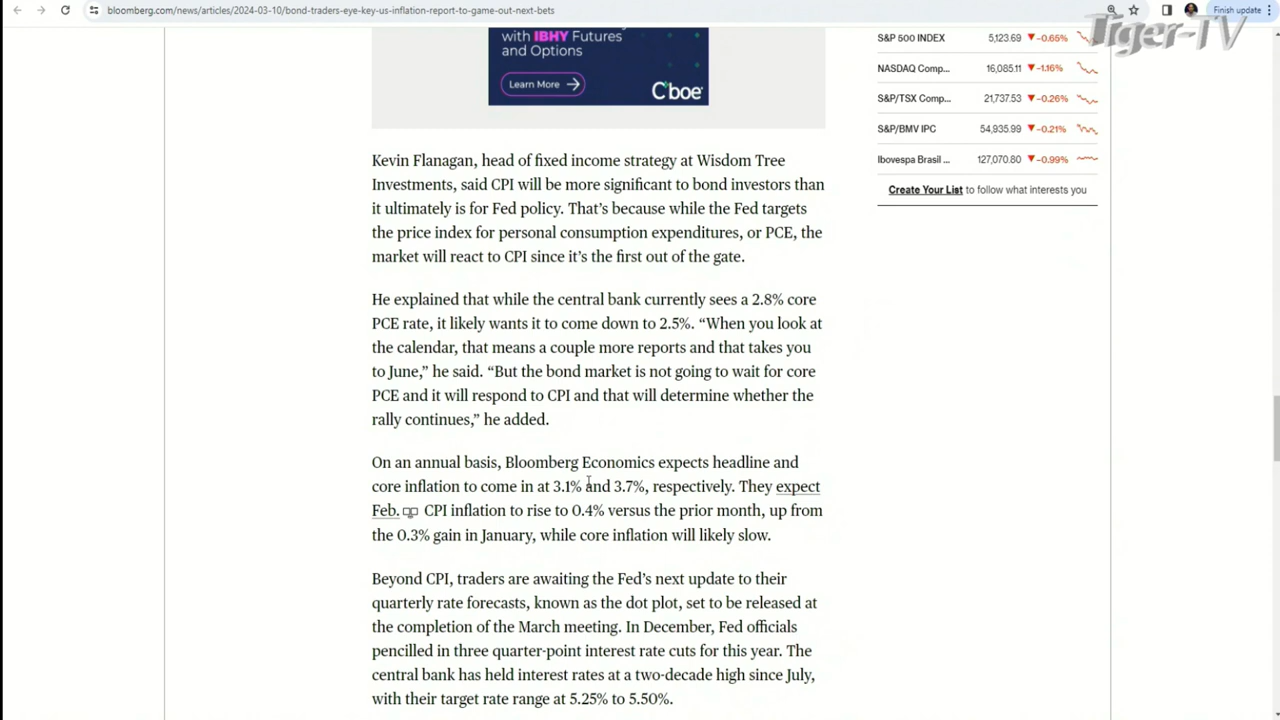 bloomberg.com/news/articles/2024-03-10/bond-traders-eye-key-us-inflation-report-to-game-out-next-bets
Finish update
Tiger-TV
with IBHY Futures
and Options
Learn More
Cboe
S&P 500 INDEX 5,123.69 ▼-0.65%
NASDAQ Comp... 16,085.11 ▼-1.16%
S&P/TSX Comp... 21,737.53 ▼-0.26%
S&P/BMV IPC 54,935.99 ▼-0.21%
Ibovespa Brasil ... 127,070.80 ▼-0.99%
Create Your List to follow what interests you
Kevin Flanagan, head of fixed income strategy at Wisdom Tree
Investments, said CPI will be more significant to bond investors than
it ultimately is for Fed policy. That’s because while the Fed targets
the price index for personal consumption expenditures, or PCE, the
market will react to CPI since it’s the first out of the gate.
He explained that while the central bank currently sees a 2.8% core
PCE rate, it likely wants it to come down to 2.5%. “When you look at
the calendar, that means a couple more reports and that takes you
to June,” he said. “But the bond market is not going to wait for core
PCE and it will respond to CPI and that will determine whether the
rally continues,” he added.
On an annual basis, Bloomberg Economics expects headline and
core inflation to come in at 3.1% and 3.7%, respectively. They expect
Feb. CPI inflation to rise to 0.4% versus the prior month, up from
the 0.3% gain in January, while core inflation will likely slow.
Beyond CPI, traders are awaiting the Fed’s next update to their
quarterly rate forecasts, known as the dot plot, set to be released at
the completion of the March meeting. In December, Fed officials
pencilled in three quarter-point interest rate cuts for this year. The
central bank has held interest rates at a two-decade high since July,
with their target rate range at 5.25% to 5.50%.